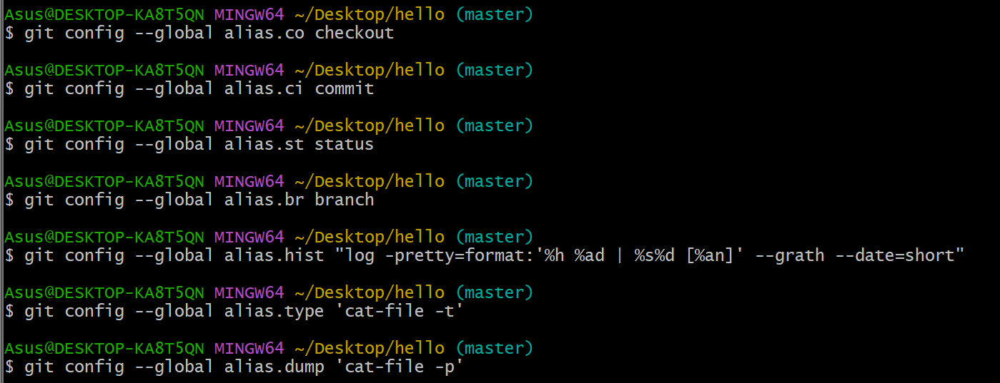 Asus@DESKTOP-KA8T5QN MINGW64 ~/Desktop/hello (master)
$ git config --global alias.co checkout
Asus@DESKTOP-KA8T5QN MINGW64 ~/Desktop/hello (master)
$ git config --global alias.ci commit
Asus@DESKTOP-KA8T5QN MINGW64 ~/Desktop/hello (master)
$ git config --global alias.st status
Asus@DESKTOP-KA8T5QN MINGW64 ~/Desktop/hello (master)
$ git config --global alias.br branch
Asus@DESKTOP-KA8T5QN MINGW64 ~/Desktop/hello (master)
$ git config --global alias.hist "log -pretty=format:'%h %ad | %s%d [%an]' --grath --date=short"
Asus@DESKTOP-KA8T5QN MINGW64 ~/Desktop/hello (master)
$ git config --global alias.type 'cat-file -t'
Asus@DESKTOP-KA8T5QN MINGW64 ~/Desktop/hello (master)
$ git config --global alias.dump 'cat-file -p'